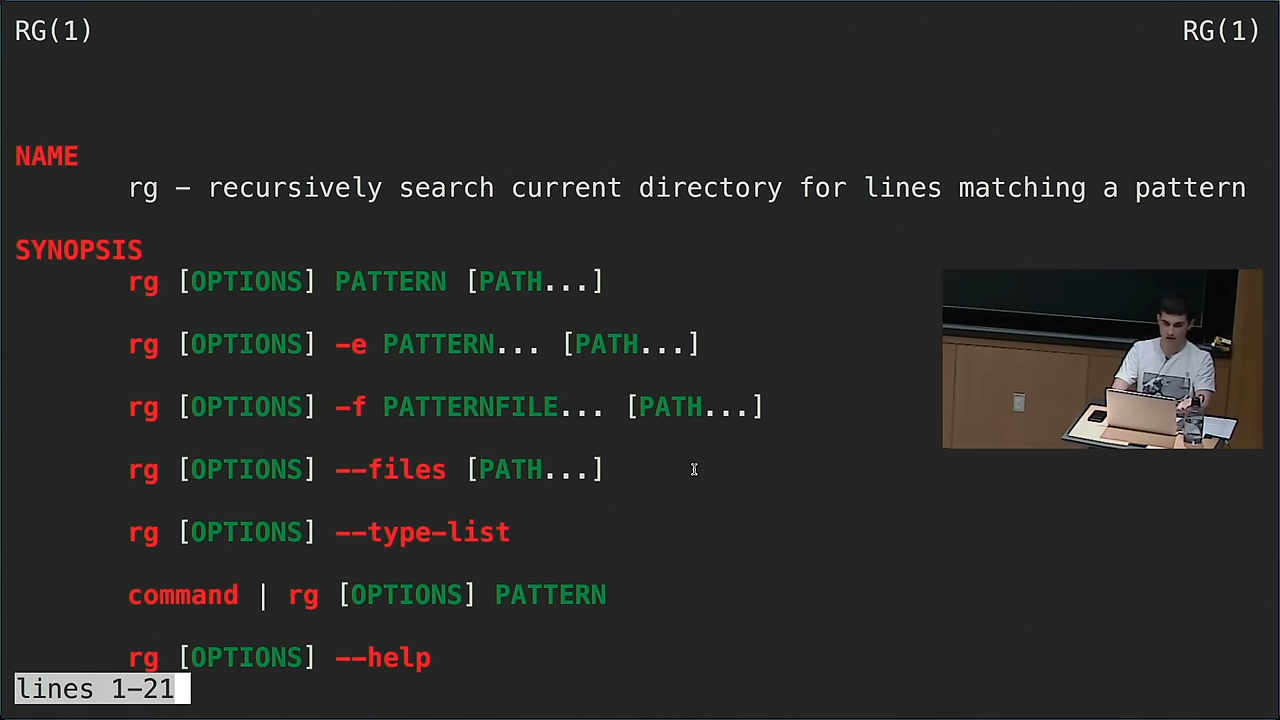 RG(1) RG(1)
NAME
rg – recursively search current directory for lines matching a pattern
SYNOPSIS
rg [OPTIONS] PATTERN [PATH...]
rg [OPTIONS] –e PATTERN... [PATH...]
rg [OPTIONS] –f PATTERNFILE... [PATH...]
rg [OPTIONS] ––files [PATH...]
rg [OPTIONS] ––type–list
command | rg [OPTIONS] PATTERN
rg [OPTIONS] ––help
lines 1–21